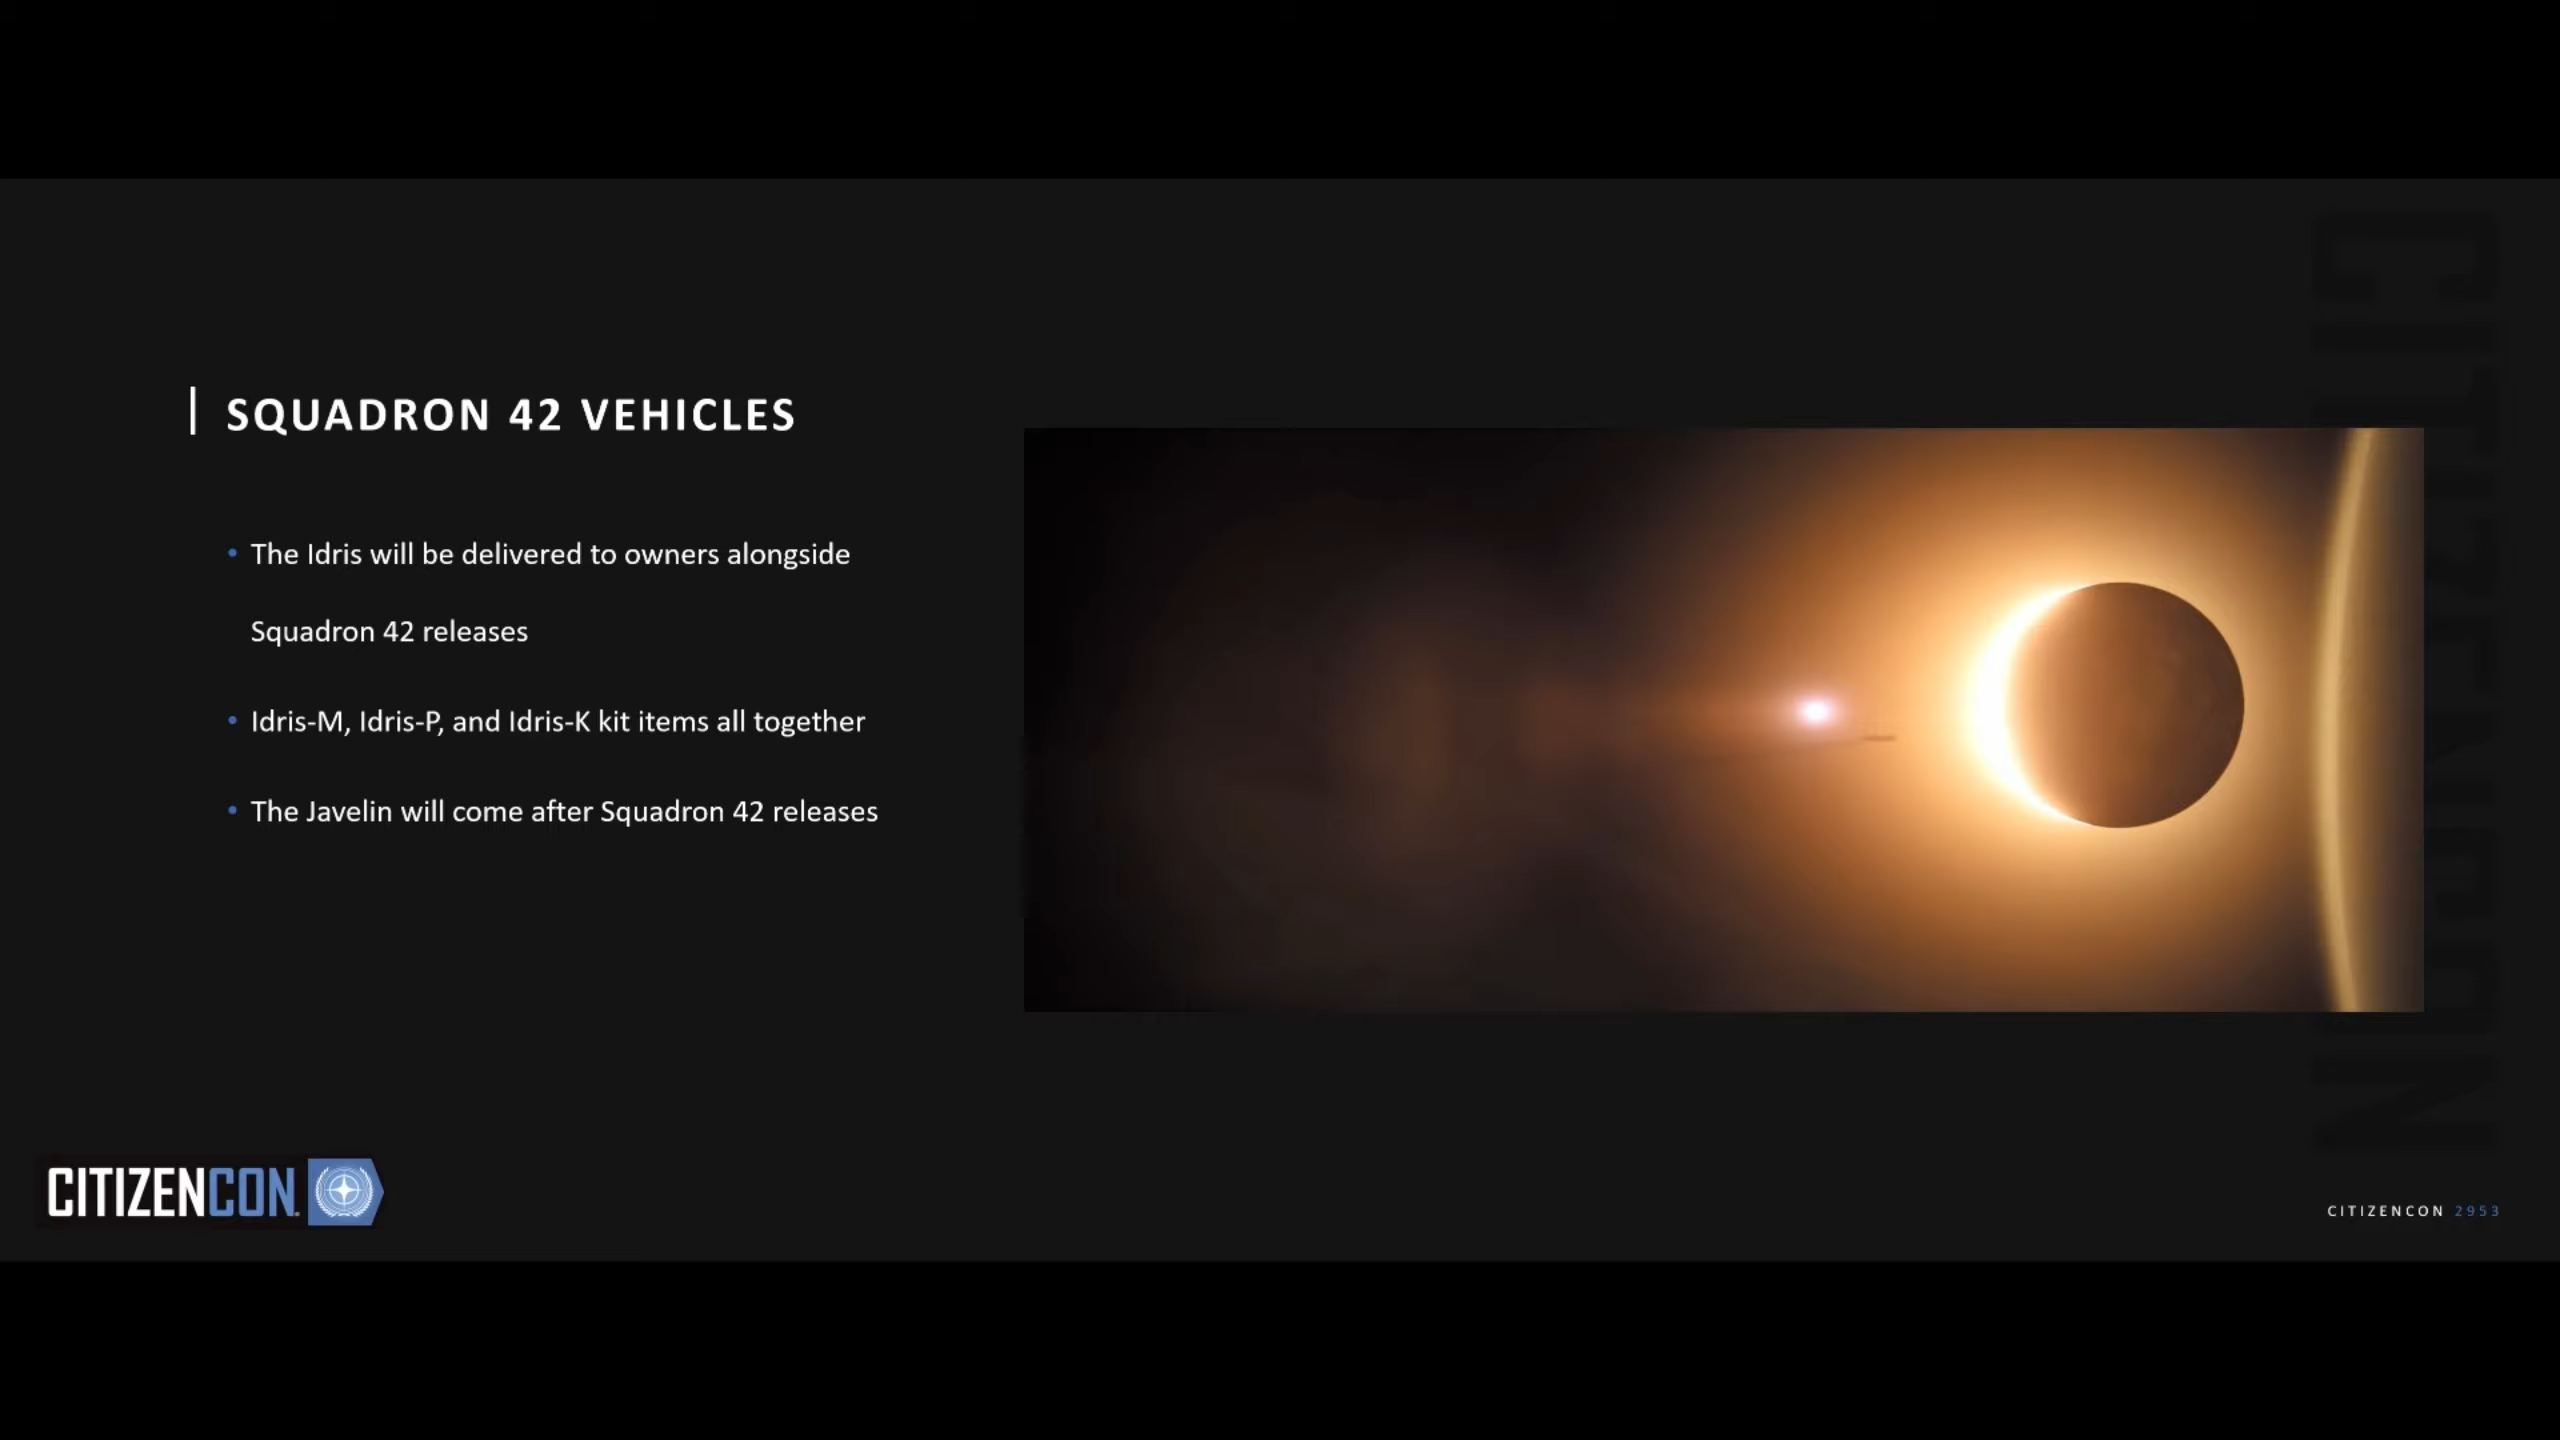 SQUADRON 42 VEHICLES
• The Idris will be delivered to owners alongside
Squadron 42 releases
• Idris-M, Idris-P, and Idris-K kit items all together
• The Javelin will come after Squadron 42 releases
CITIZENCON
CITIZENCON.
CITIZENCON 2953